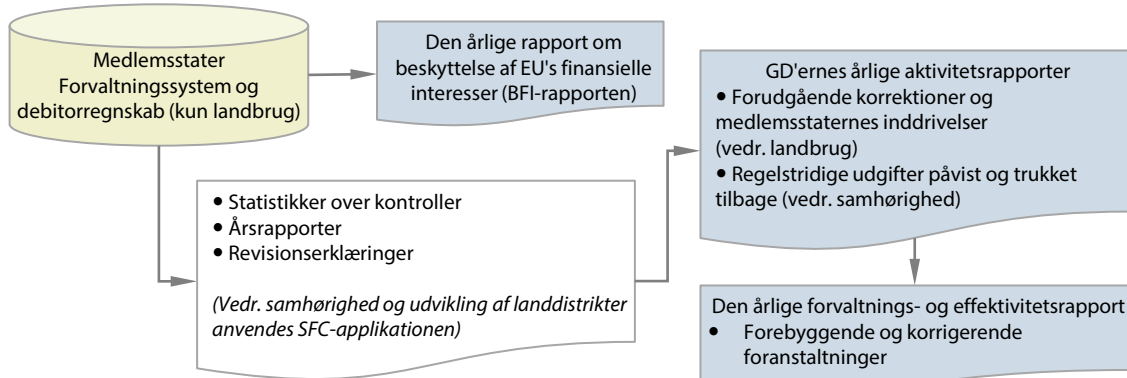 Medlemsstater
Forvaltningssystem og
debitorregnskab (kun landbrug)
Den årlige rapport om
beskyttelse af EU's finansielle
interesser (BFI-rapporten)
• Statistikker over kontroller
• Årsrapporter
• Revisionserklæringer
(Vedr. samhørighed og udvikling af landdistrikter
anvendes SFC-applikationen)
GD'ernes årlige aktivitetsrapporter
• Forudgående korrektioner og
medlemsstaternes inddrivelser
(vedr. landbrug)
• Regelstridige udgifter påvist og trukket
tilbage (vedr. samhørighed)
Den årlige forvaltnings- og effektivitetsrapport
• Forebyggende og korrigerende
foranstaltninger